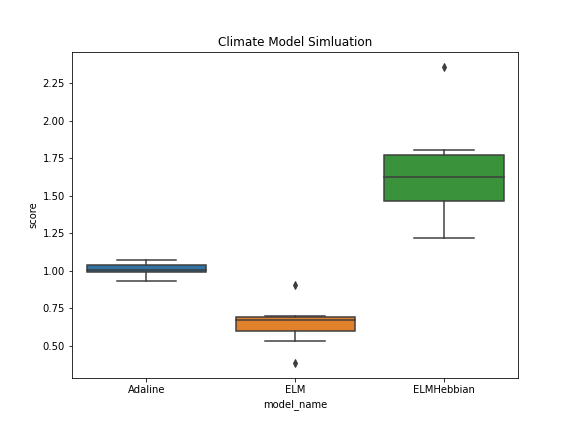 Climate Model Simluation
2.25
2.00
1.75
1.50
1.25
1.00
0.75
0.50
score
Adaline
ELM
ELMHebbian
model_name